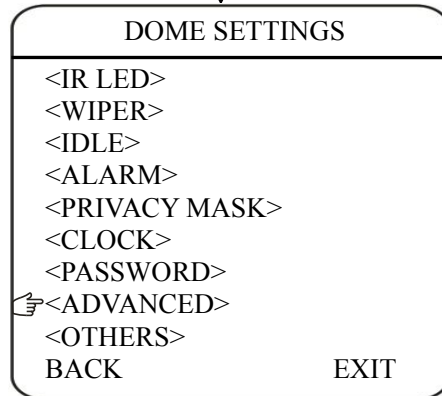 DOME SETTINGS
<IR LED>
<WIPER>
<IDLE>
<ALARM>
<PRIVACY MASK>
<CLOCK>
<PASSWORD>
<ADVANCED>
<OTHERS>
BACK EXIT